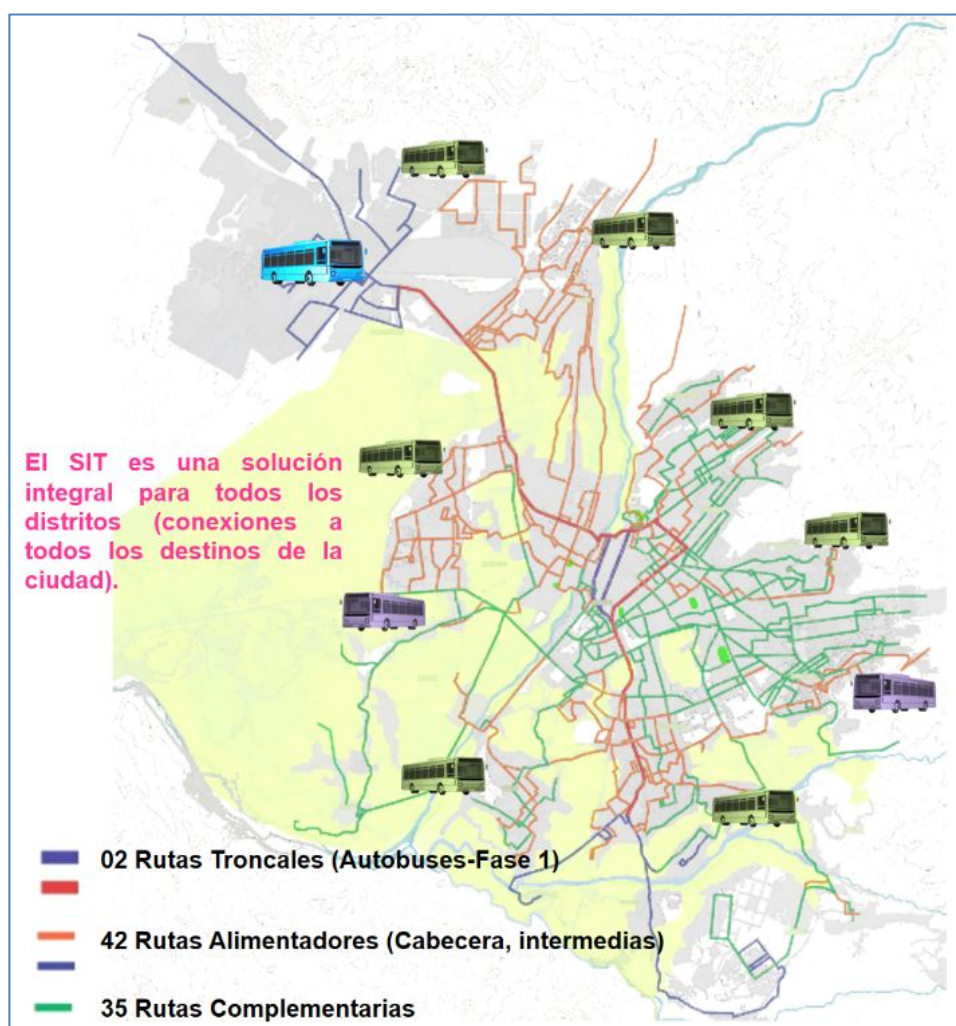 El SIT es una solución
integral para todos los
distritos (conexiones a
todos los destinos de la
ciudad).
02 Rutas Troncales (Autobuses-Fase 1)
42 Rutas Alimentadores (Cabecera, intermedias)
35 Rutas Complementarias